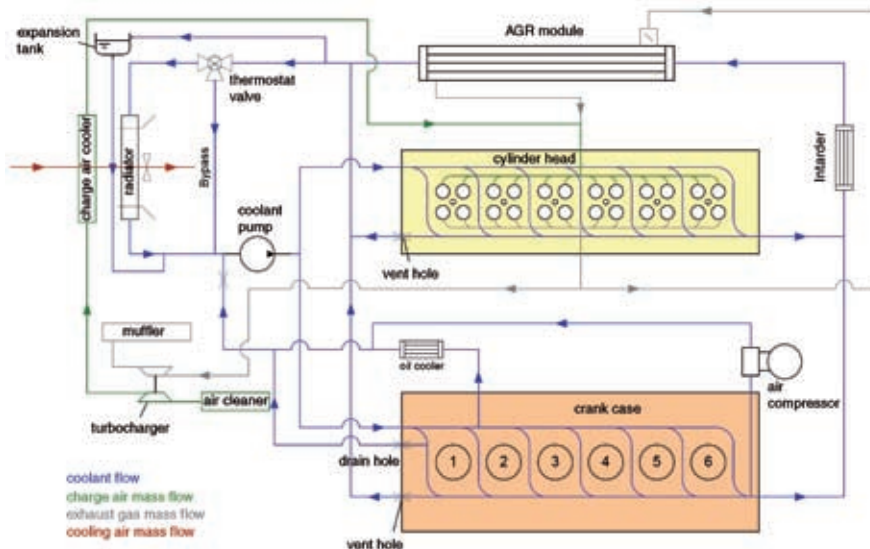 expansion
tank
AGR module
thermostat
valve
charge air cooler
radiator
Bypass
cylinder head
Intarder
coolant
pump
vent hole
muffler
oil cooler
air
compressor
air cleaner
turbocharger
crank case
drain hole
1 2 3 4 5 6
coolant flow
charge air mass flow
exhaust gas mass flow
cooling air mass flow
vent hole